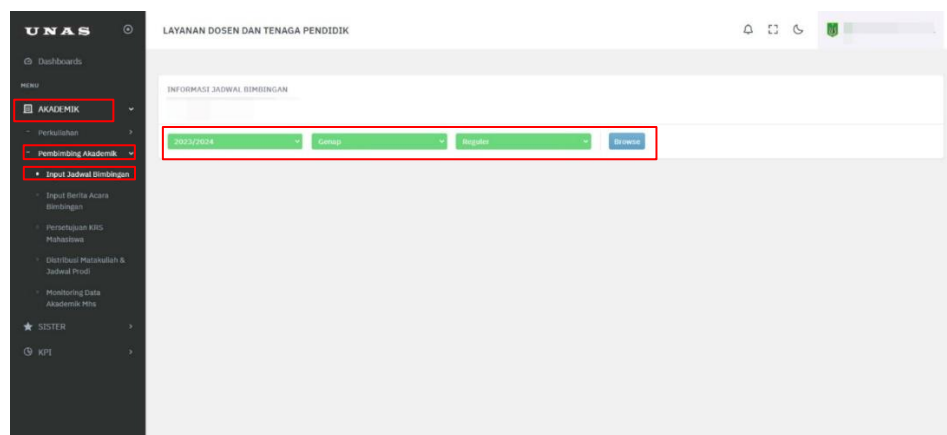 UNAS
LAYANAN DOSEN DAN TENAGA PENDIDIK
Dashboards
MENU
INFORMASI JADWAL BIMBINGAN
AKADEMIK
Perkuliahan
2023/2024 Genap Reguler Browse
Pembimbing Akademik
Input Jadwal Bimbingan
Input Berita Acara
Bimbingan
Persetujuan KRS
Mahasiswa
Distribusi Matakuliah &
Jadwal Prodi
Monitoring Data
Akademik Mhs
SISTER
KPI